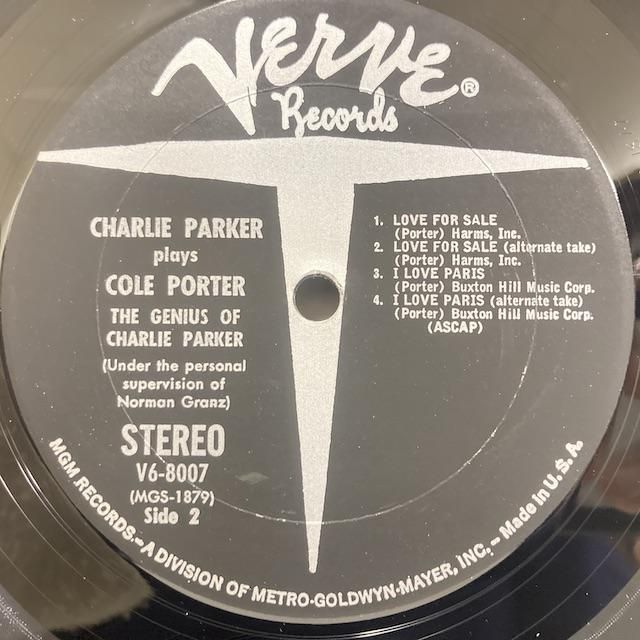 Verve®
Records
CHARLIE PARKER
plays
COLE PORTER
THE GENIUS OF
CHARLIE PARKER
(Under the personal
supervision of
Norman Granz)
STEREO
V6-8007
(MGS-1879)
Side 2
1. LOVE FOR SALE
(Porter) Harms, Inc.
2. LOVE FOR SALE (alternate take)
(Porter) Harms, Inc.
3. I LOVE PARIS
(Porter) Buxton Hill Music Corp.
4. I LOVE PARIS (alternate take)
(Porter) Buxton Hill Music Corp.
(ASCAP)
MGM RECORDS–A DIVISION OF METRO-GOLDWYN-MAYER, INC.–Made in U.S.A.